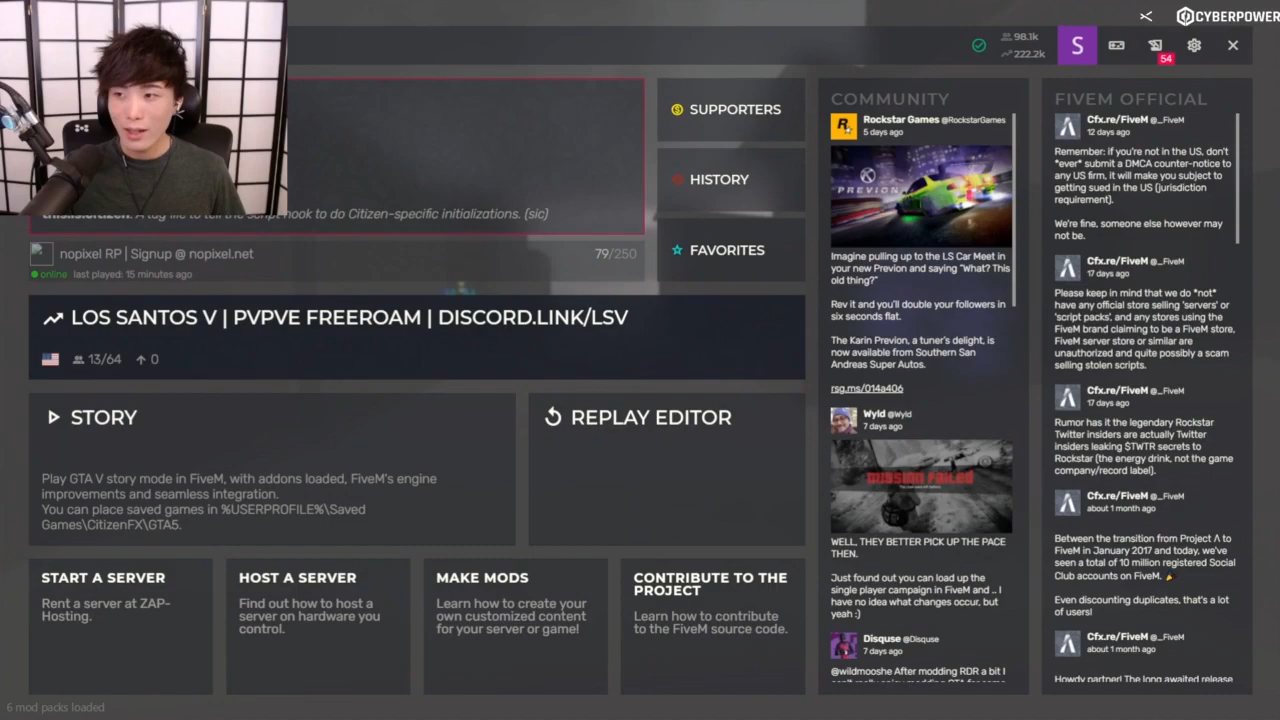 CYBERPOWER
98.1k
222.2k
S
54
this.is.citizen: A tag file to tell the script hook to do Citizen-specific initializations. (sic)
nopixel RP | Signup @ nopixel.net
79/250
online last played: 15 minutes ago
SUPPORTERS
HISTORY
FAVORITES
LOS SANTOS V | PVPVE FREEROAM | DISCORD.LINK/LSV
13/64
0
STORY
Play GTA V story mode in FiveM, with addons loaded, FiveM's engine
improvements and seamless integration.
You can place saved games in %USERPROFILE%\Saved
Games\CitizenFX\GTA5.
REPLAY EDITOR
START A SERVER
Rent a server at ZAP-
Hosting.
HOST A SERVER
Find out how to host a
server on hardware you
control.
MAKE MODS
Learn how to create your
own customized content
for your server or game!
CONTRIBUTE TO THE
PROJECT
Learn how to contribute
to the FiveM source code.
COMMUNITY
Rockstar Games @RockstarGames
5 days ago
PREVION
Imagine pulling up to the LS Car Meet in
your new Previon and saying "What? This
old thing?"
Rev it and you'll double your followers in
six seconds flat.
The Karin Previon, a tuner's delight, is
now available from Southern San
Andreas Super Autos.
rsg.ms/014a406
Wyld @Wyld
7 days ago
MISSION FAILED
WELL, THEY BETTER PICK UP THE PACE
THEN.
Just found out you can load up the
single player campaign in FiveM and .. I
have no idea what changes occur, but
yeah :)
Disquse @Disquse
7 days ago
@wildmooshe After modding RDR a bit I
FIVEM OFFICIAL
Cfx.re/FiveM @_FiveM
12 days ago
Remember: if you're not in the US, don't
*ever* submit a DMCA counter-notice to
any US firm, it will make you subject to
getting sued in the US (jurisdiction
requirement).
We're fine, someone else however may
not be.
Cfx.re/FiveM @_FiveM
17 days ago
Please keep in mind that we do *not*
have any official store selling 'servers' or
'script packs', and any stores using the
FiveM brand claiming to be a FiveM store,
FiveM server store or similar are
unauthorized and quite possibly a scam
selling stolen scripts.
Cfx.re/FiveM @_FiveM
17 days ago
Rumor has it the legendary Rockstar
Twitter insiders are actually Twitter
insiders leaking $TWTR secrets to
Rockstar (the energy drink, not the game
company/record label).
Cfx.re/FiveM @_FiveM
about 1 month ago
Between the transition from Project Λ to
FiveM in January 2017 and today, we've
seen a total of 10 million registered Social
Club accounts on FiveM.
Even discounting duplicates, that's a lot
of users!
Cfx.re/FiveM @_FiveM
about 1 month ago
Howdy partner! The long awaited release
6 mod packs loaded